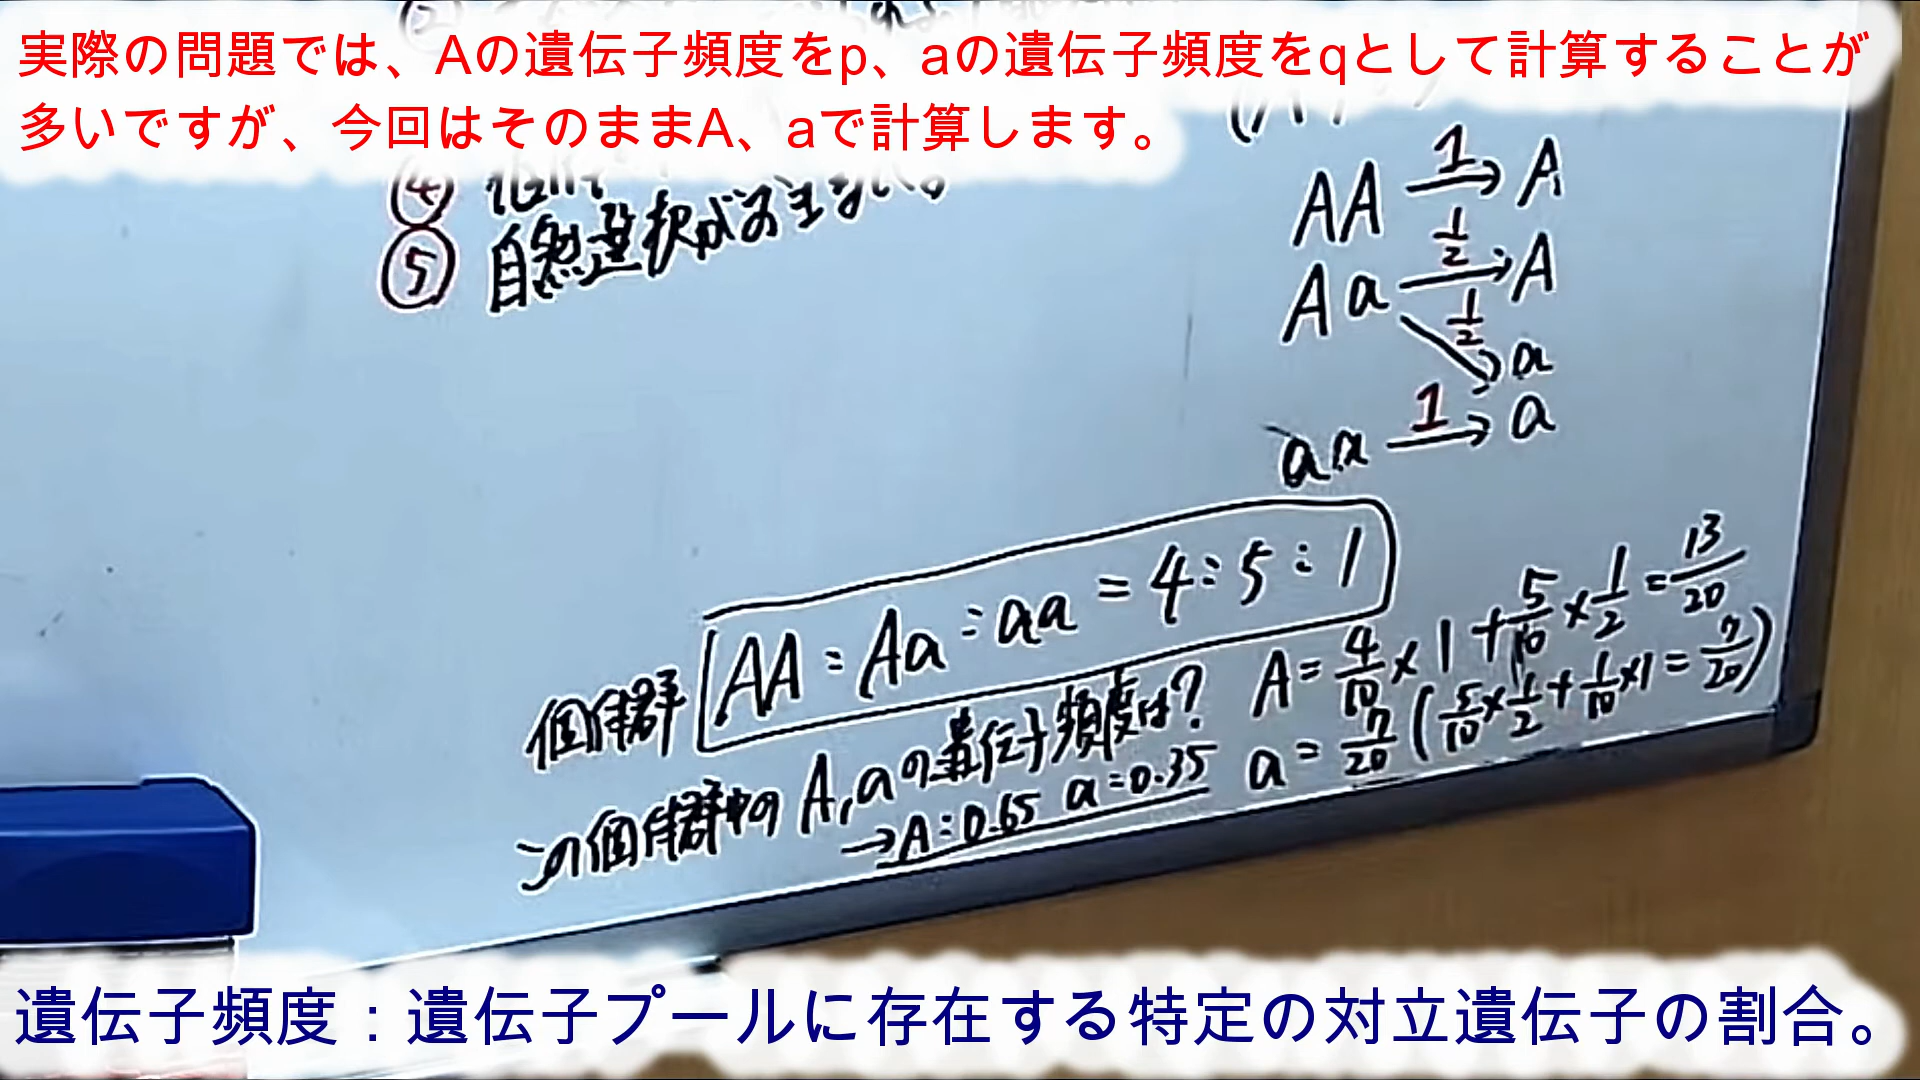 実際の問題では、Aの遺伝子頻度をp、aの遺伝子頻度をqとして計算することが
多いですが、今回はそのままA、aで計算します。
④
⑤ 自然選択が
AA 1→ A
Aa 1/2→ A
1/2→ a
aa 1→ a
個体群 AA:Aa:aa=4:5:1
この個体群中の A,aの遺伝子頻度は?
→A=0.65 a=0.35
A=4/10×1+5/10×1/2=13/20
a=7/20(5/10×1/2+1/10×1=7/20)
遺伝子頻度：遺伝子プールに存在する特定の対立遺伝子の割合。